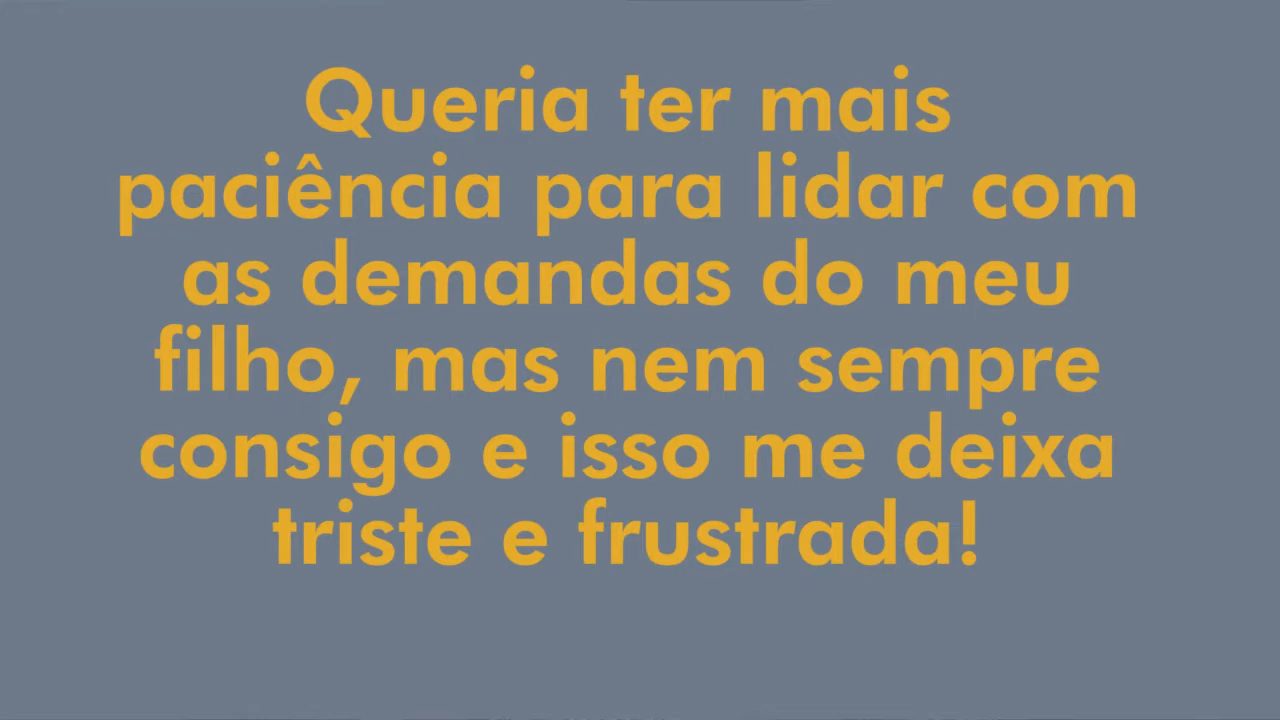 Queria ter mais
paciência para lidar com
as demandas do meu
filho, mas nem sempre
consigo e isso me deixa
triste e frustrada!